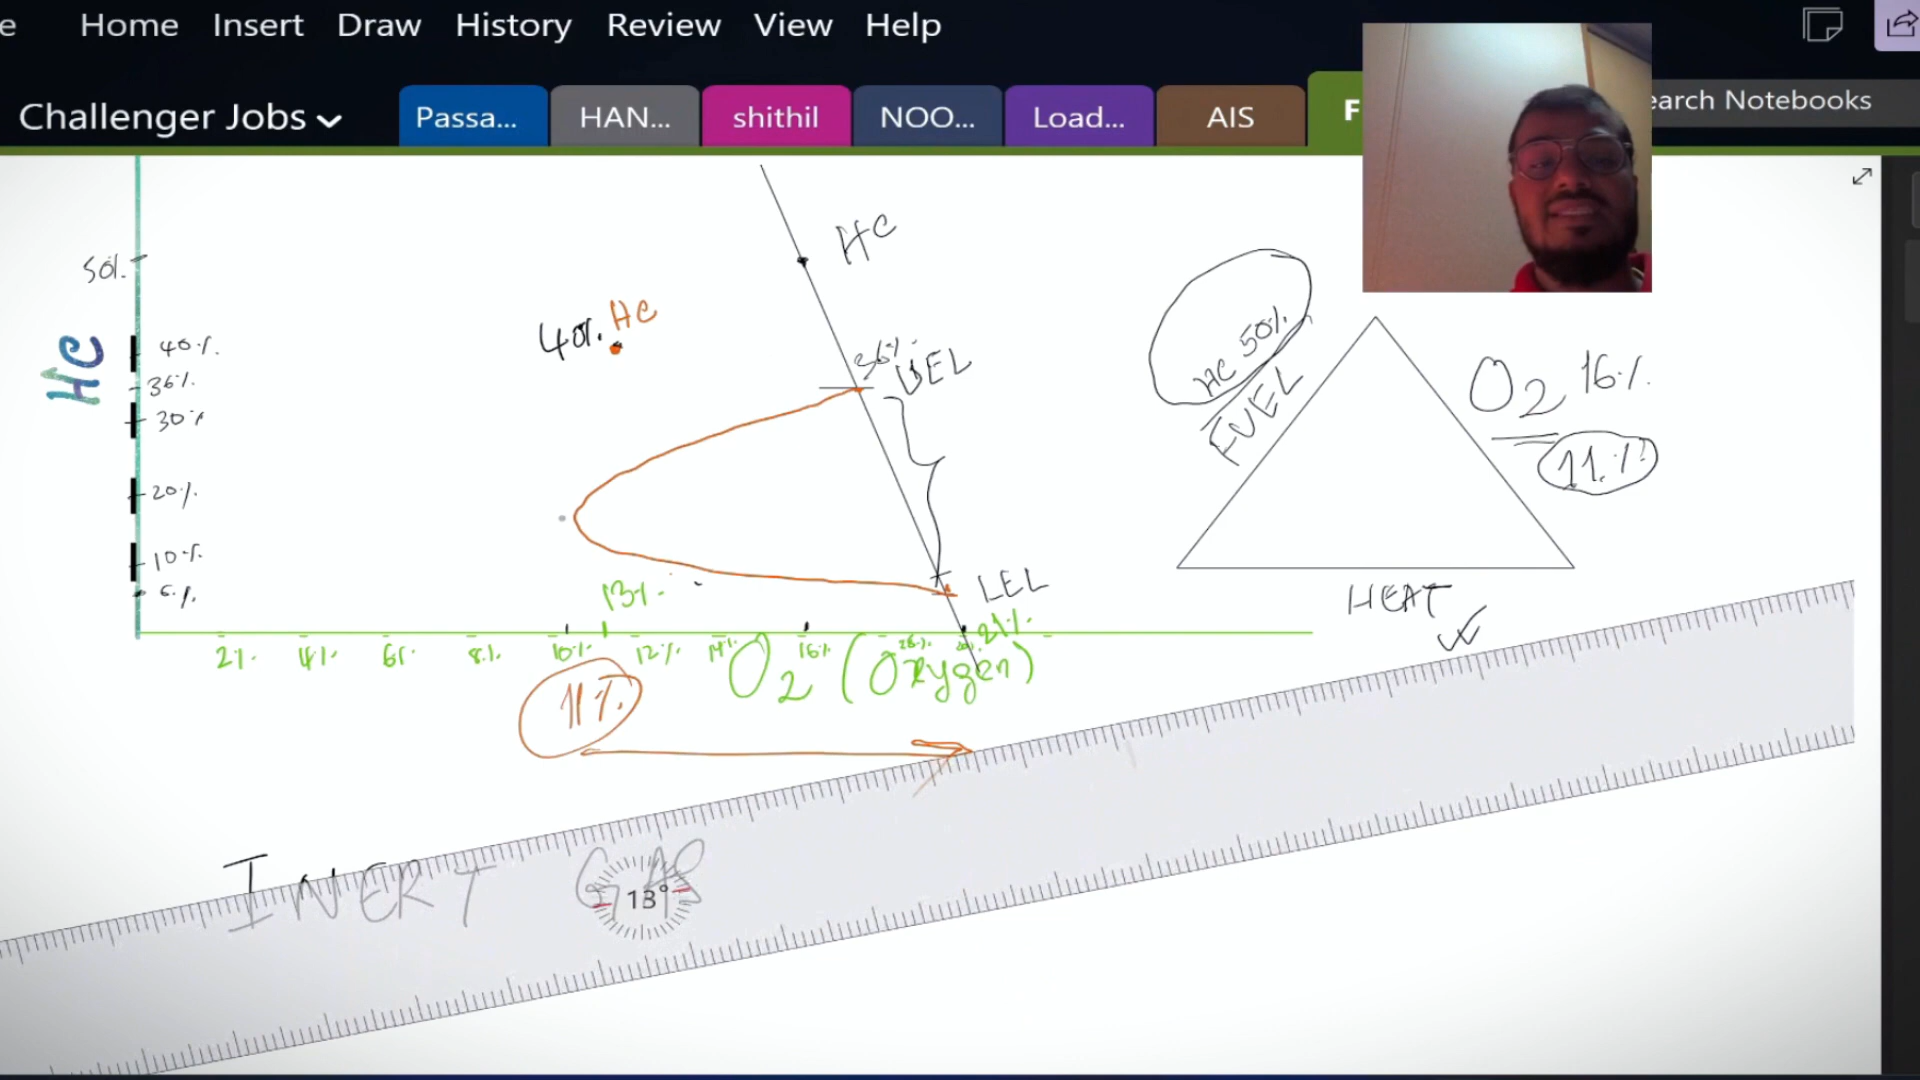 e Home Insert Draw History Review View Help
Challenger Jobs
Passa... HAN... shithil NOO... Load... AIS F
earch Notebooks
HC
50%
HC
40% HC
HC 50%
40%
36%
UEL
36%
O2 16%
30%
FUEL
11%
20%
10%
13%
LEL
HEAT
21%
2% 4% 6% 8% 10% 12% 14% 16%
O2 (Oxygen)
11%
INERT GAS
13°